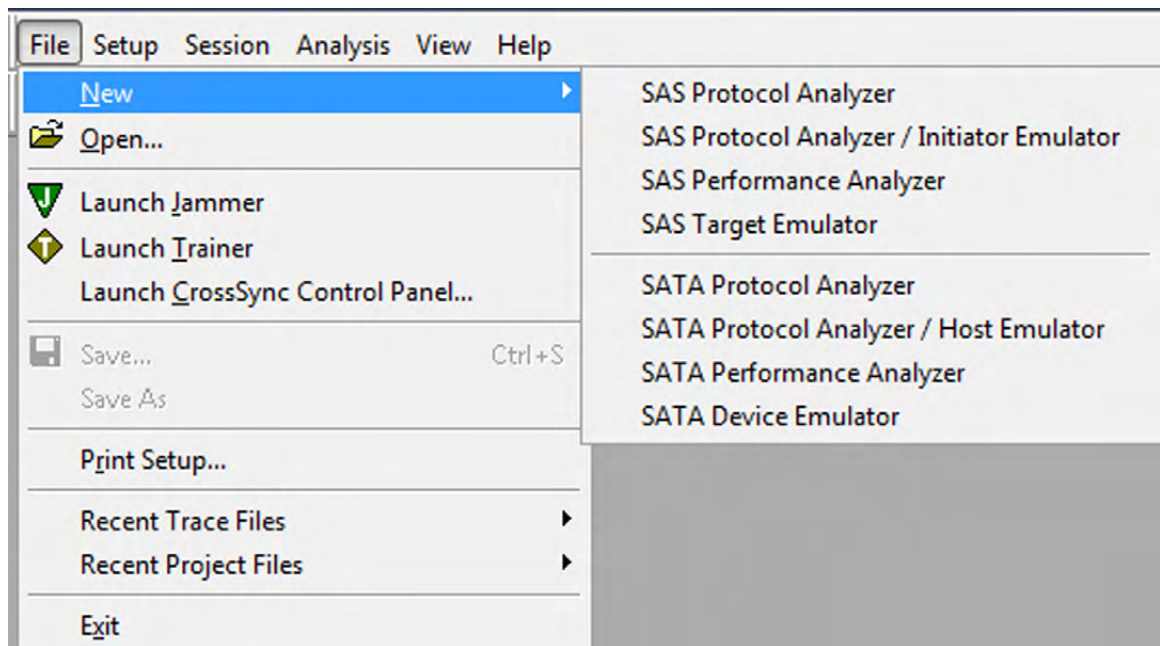 File Setup Session Analysis View Help
New
Open...
Launch Jammer
Launch Trainer
Launch CrossSync Control Panel...
Save... Ctrl+S
Save As
Print Setup...
Recent Trace Files
Recent Project Files
Exit
SAS Protocol Analyzer
SAS Protocol Analyzer / Initiator Emulator
SAS Performance Analyzer
SAS Target Emulator
SATA Protocol Analyzer
SATA Protocol Analyzer / Host Emulator
SATA Performance Analyzer
SATA Device Emulator
J
T